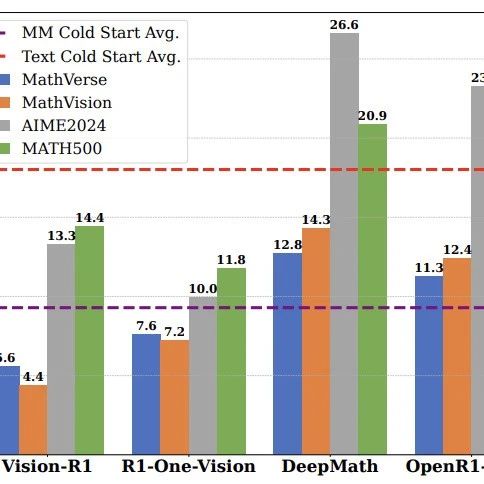 MM Cold Start Avg.
Text Cold Start Avg.
MathVerse
MathVision
AIME2024
MATH500
26.6
23
20.9
14.4
13.3
14.3
12.8
12.4
11.8
11.3
10.0
7.6
7.2
5.6
4.4
Vision-R1
R1-One-Vision
DeepMath
OpenR1-